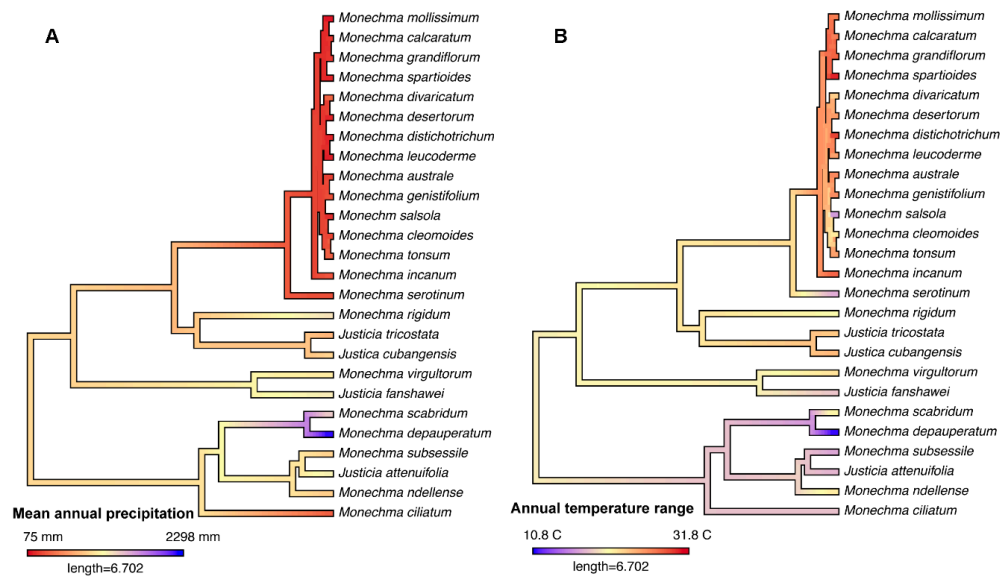 A
Monechma mollissimum
Monechma calcaratum
Monechma grandiflorum
Monechma spartioides
Monechma divaricatum
Monechma desertorum
Monechma distichotrichum
Monechma leucoderme
Monechma australe
Monechma genistifolium
Monechm salsola
Monechma cleomoides
Monechma tonsum
Monechma incanum
Monechma serotinum
Monechma rigidum
Justicia tricostata
Justica cubangensis
Monechma virgultorum
Justicia fanshawei
Monechma scabridum
Monechma depauperatum
Monechma subsessile
Justicia attenuifolia
Monechma ndellense
Monechma ciliatum
Mean annual precipitation
75 mm 2298 mm
length=6.702
B
Monechma mollissimum
Monechma calcaratum
Monechma grandiflorum
Monechma spartioides
Monechma divaricatum
Monechma desertorum
Monechma distichotrichum
Monechma leucoderme
Monechma australe
Monechma genistifolium
Monechm salsola
Monechma cleomoides
Monechma tonsum
Monechma incanum
Monechma serotinum
Monechma rigidum
Justicia tricostata
Justica cubangensis
Monechma virgultorum
Justicia fanshawei
Monechma scabridum
Monechma depauperatum
Monechma subsessile
Justicia attenuifolia
Monechma ndellense
Monechma ciliatum
Annual temperature range
10.8 C 31.8 C
length=6.702